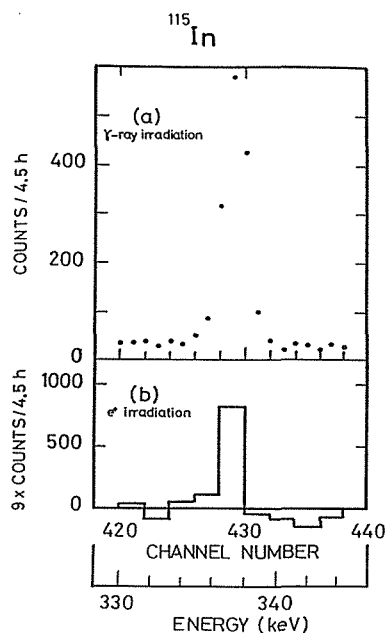 115In
(a)
γ-ray irradiation
COUNTS / 4,5 h
400
200
0
(b)
e+ irradiation
9 x COUNTS / 4,5 h
1000
500
0
420 430 440
CHANNEL NUMBER
330 340
ENERGY (keV)